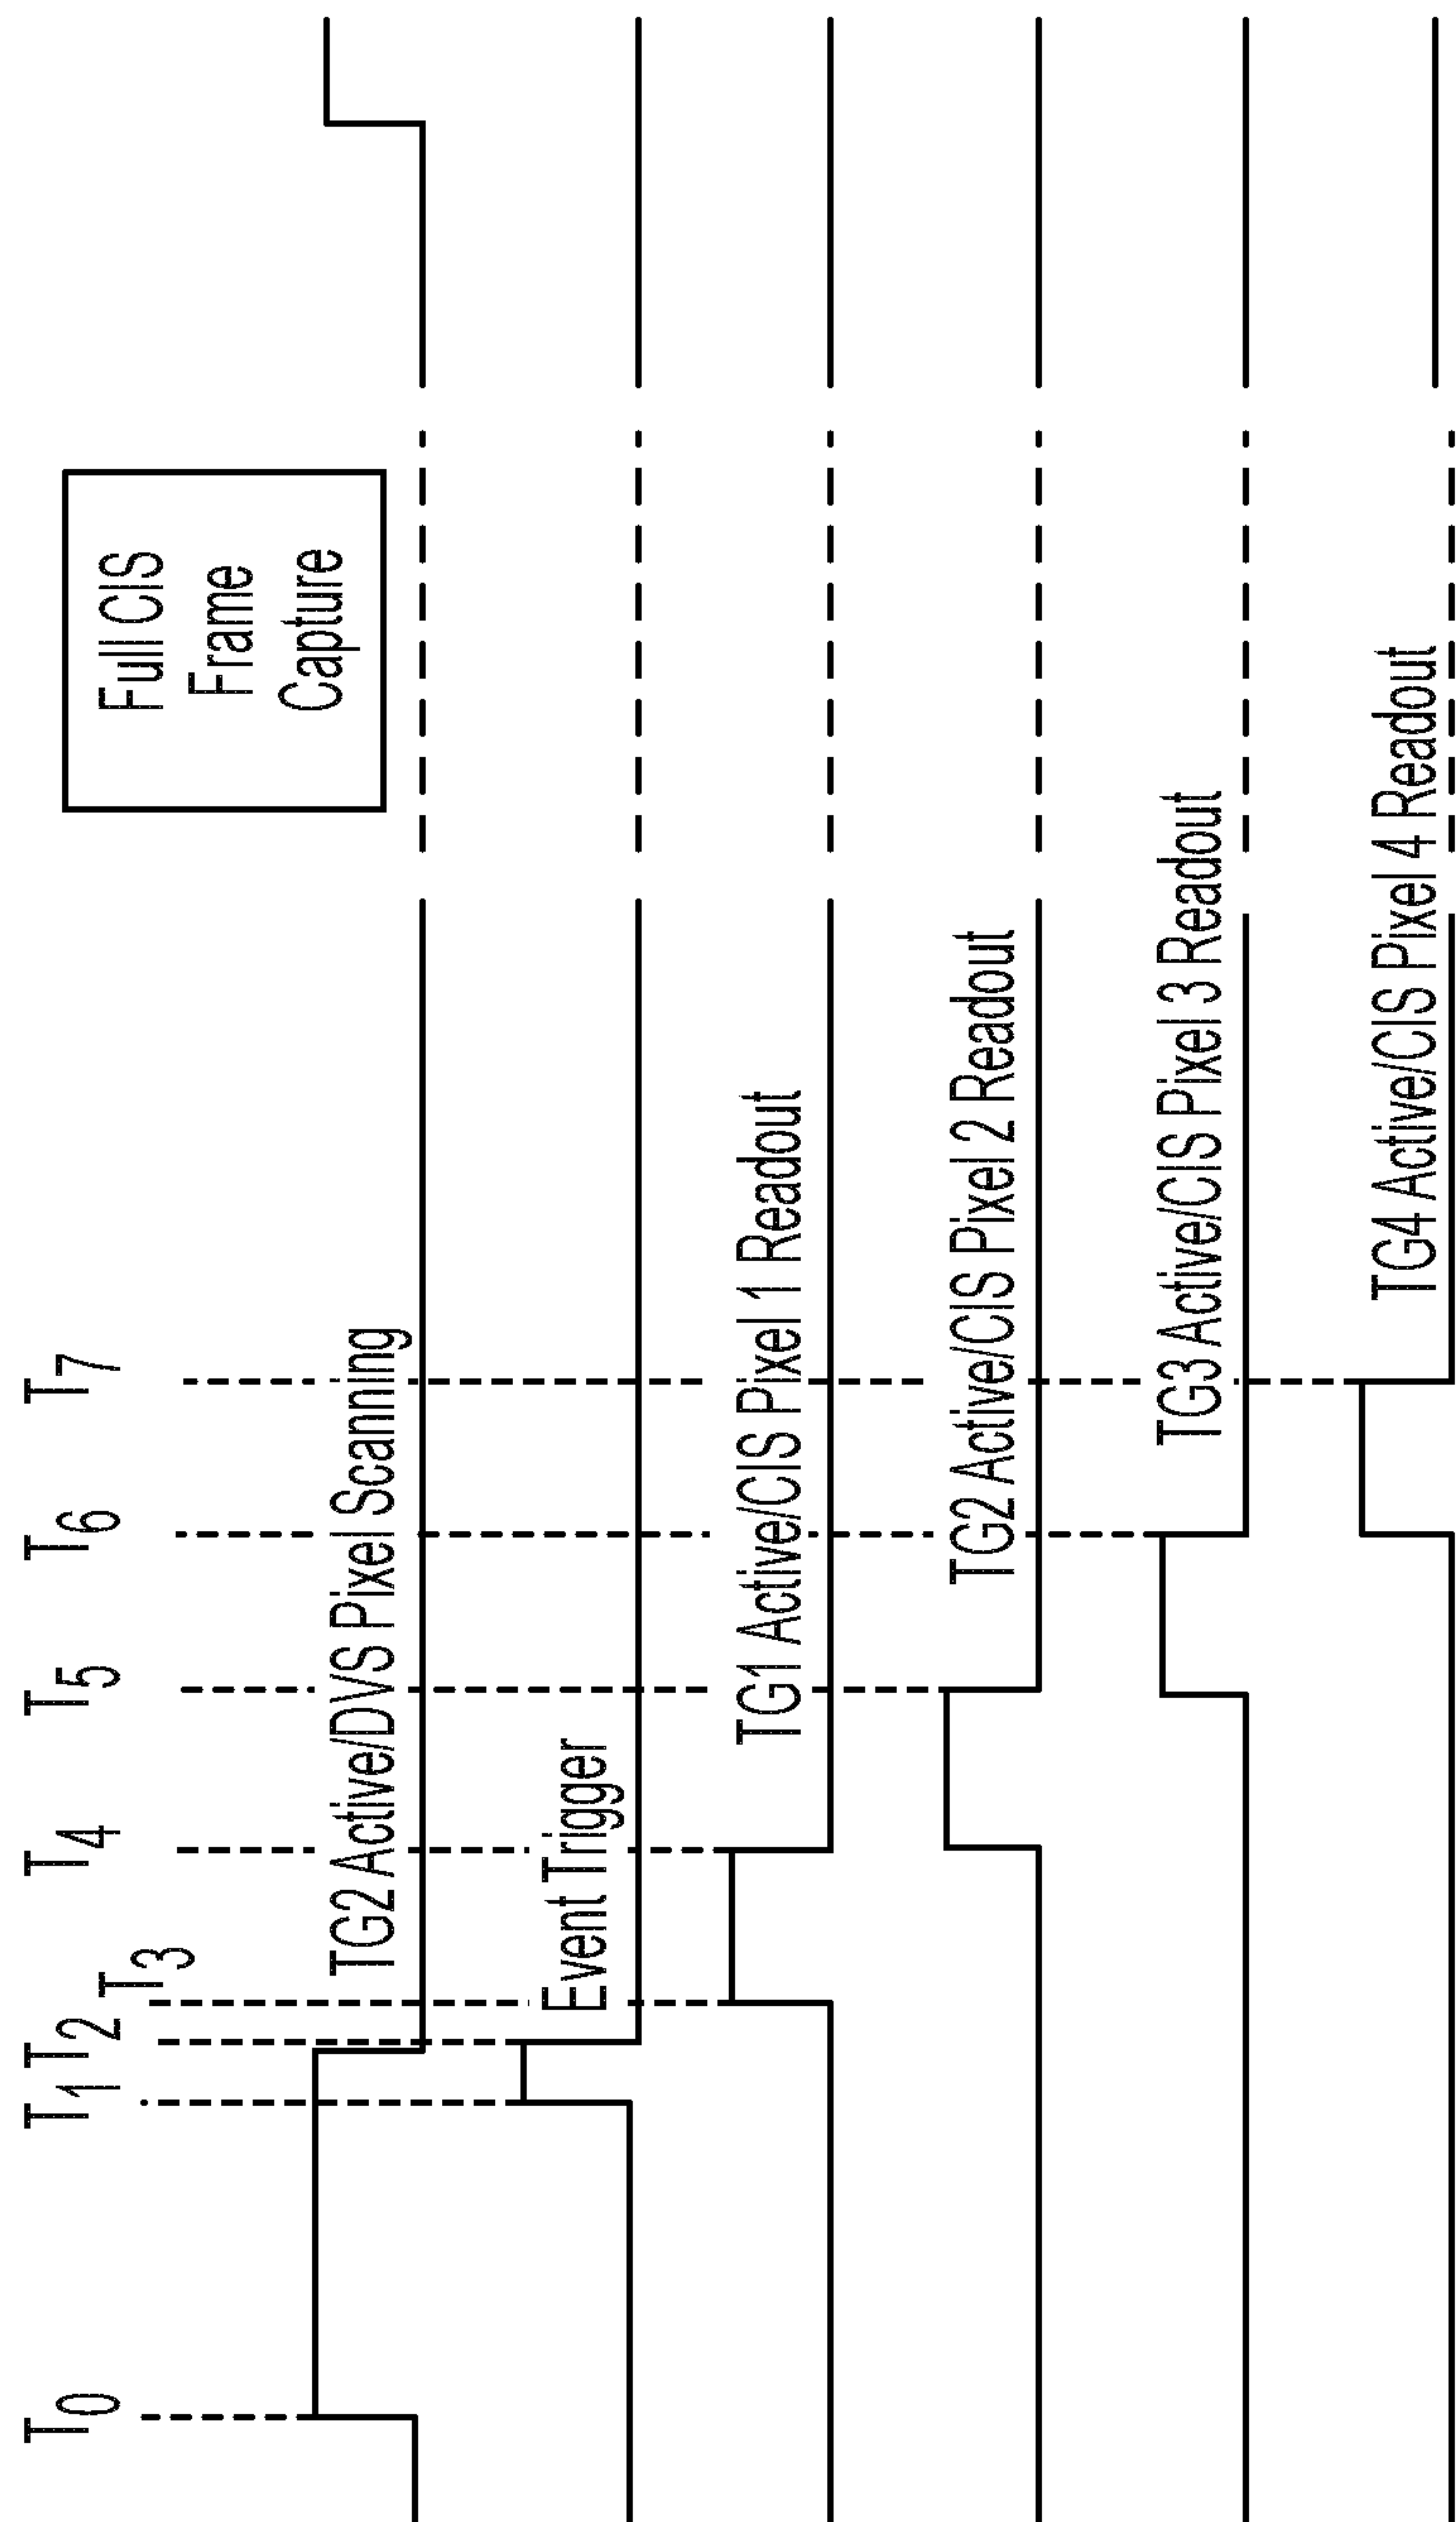 T0
T1
T2
T3
T4
T5
T6
T7
Full CIS
Frame
Capture
TG2 Active/DVS Pixel Scanning
Event Trigger
TG1 Active/CIS Pixel 1 Readout
TG2 Active/CIS Pixel 2 Readout
TG3 Active/CIS Pixel 3 Readout
TG4 Active/CIS Pixel 4 Readout